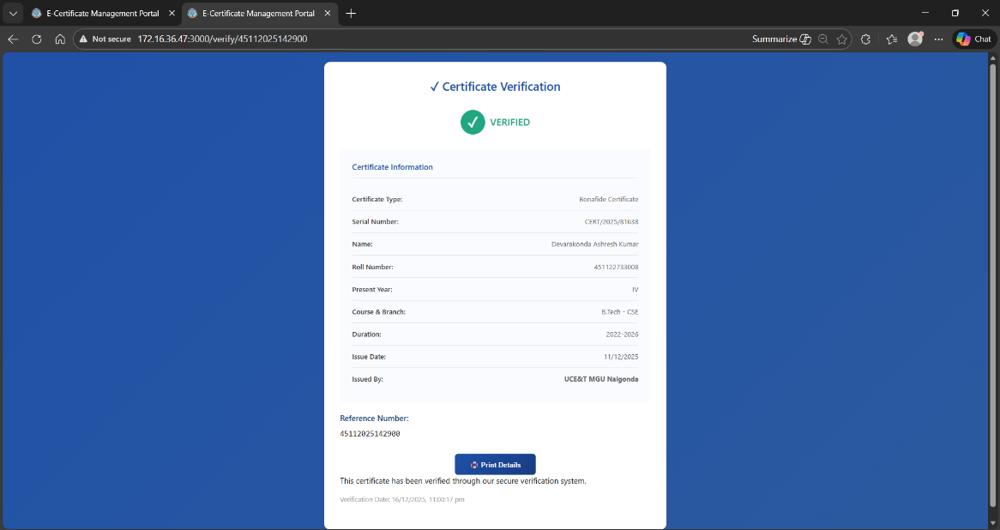 E-Certificate Management Portal
E-Certificate Management Portal
Not secure 172.16.36.47:3000/verify/45112025142900
Summarize
Chat
✓ Certificate Verification
✓ VERIFIED
Certificate Information
Certificate Type: Bonafide Certificate
Serial Number: CERT/2025/81638
Name: Devarakonda Ashresh Kumar
Roll Number: 451122733008
Present Year: IV
Course & Branch: B.Tech - CSE
Duration: 2022-2026
Issue Date: 11/12/2025
Issued By: UCE&T MGU Nalgonda
Reference Number:
45112025142900
Print Details
This certificate has been verified through our secure verification system.
Verification Date: 16/12/2025, 11:00:17 pm